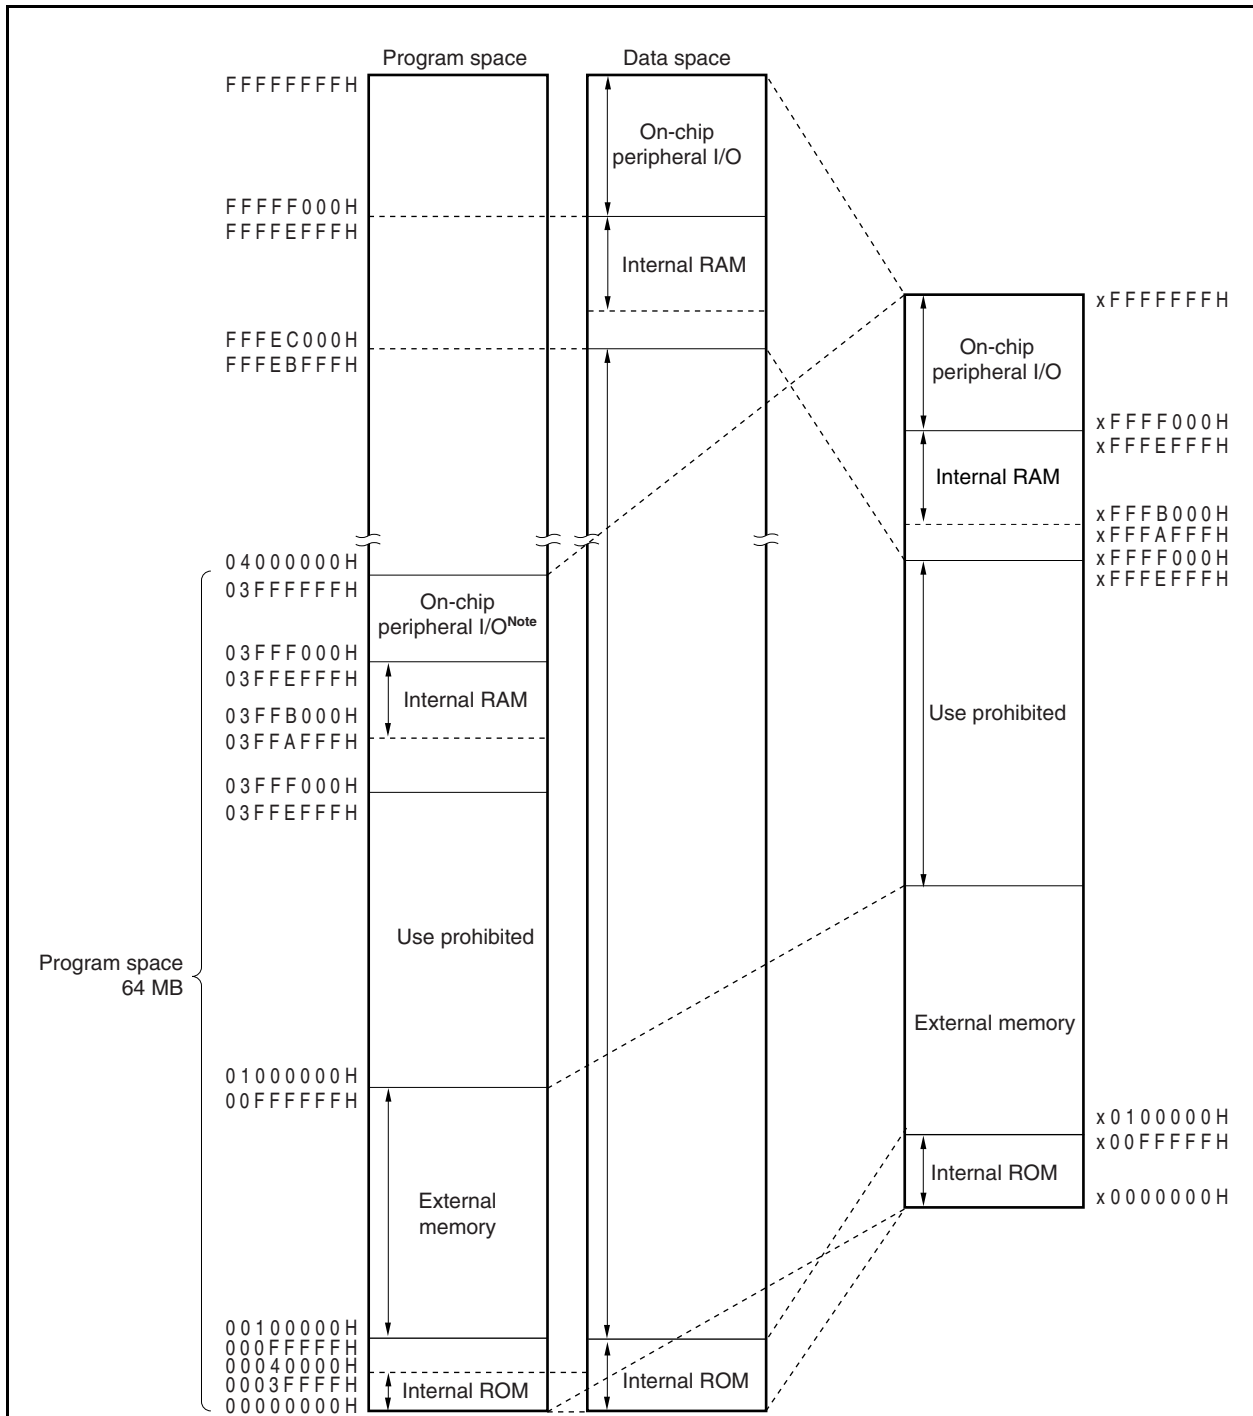 Program space
Data space
FFFFFFFFH
On-chip
peripheral I/O
FFFFF000H
FFFFEFFFH
Internal RAM
FFFEC000H
FFFEBFFFH
04000000H
03FFFFFFH
On-chip
peripheral I/ONote
03FFF000H
03FFEFFFH
Internal RAM
03FFB000H
03FFAFFFH
03FFF000H
03FFEFFFH
Use prohibited
Program space
64 MB
01000000H
00FFFFFFH
External
memory
00100000H
000FFFFFH
00040000H
0003FFFFH
00000000H
Internal ROM
Internal ROM
xFFFFFFFH
On-chip
peripheral I/O
xFFFF000H
xFFFEFFFH
Internal RAM
xFFFB000H
xFFFAFFFH
xFFFF000H
xFFFEFFFH
Use prohibited
External memory
x0100000H
x00FFFFFH
Internal ROM
x0000000H